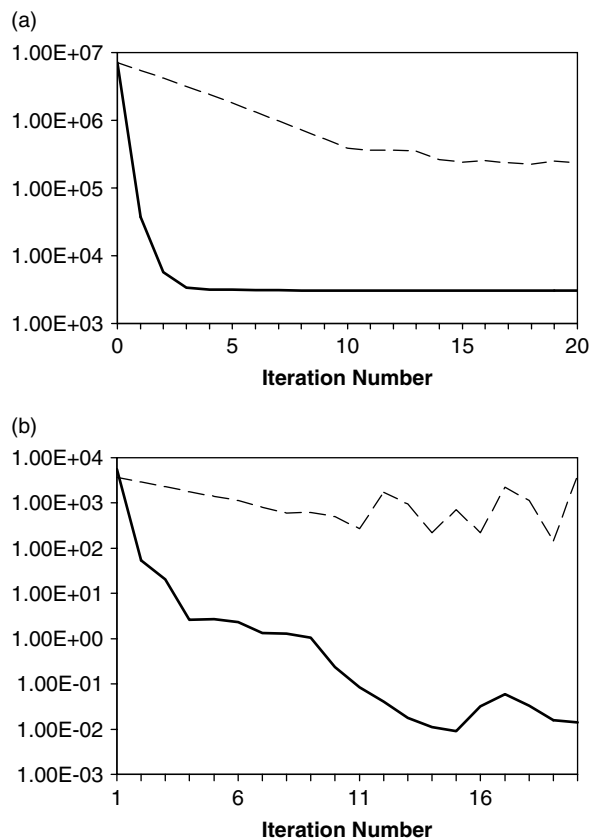 (a)
1.00E+07
1.00E+06
1.00E+05
1.00E+04
1.00E+03
0 5 10 15 20
Iteration Number
(b)
1.00E+04
1.00E+03
1.00E+02
1.00E+01
1.00E+00
1.00E-01
1.00E-02
1.00E-03
1 6 11 16
Iteration Number